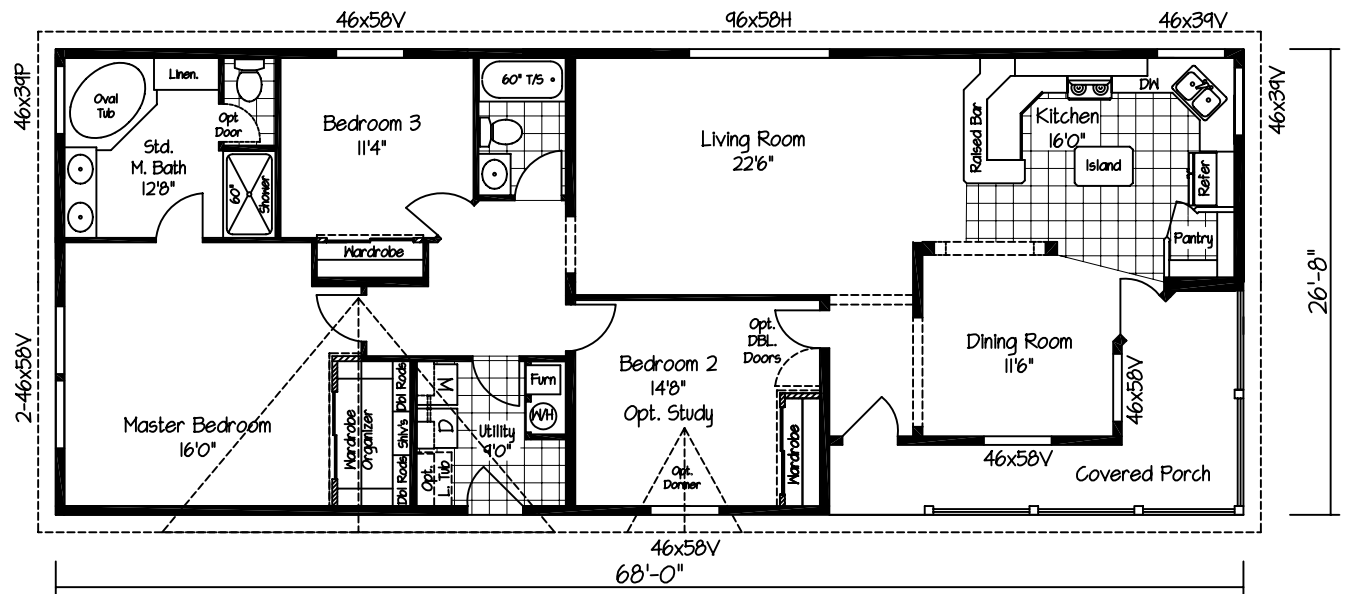 46x58V
96x58H
46x39V
46x39P
Oval
Tub
Linen.
Opt
Door
Std.
M. Bath
12'8"
60"
Shower
Bedroom 3
11'4"
60" T/S
Living Room
22'6"
Raised Bar
DW
Kitchen
16'0"
Island
Refer
Pantry
46x39V
Wardrobe
26'-8"
2-46x58V
Master Bedroom
16'0"
Wardrobe
Organizer
Dbl Rods
Shlv's
Dbl Rods
W
D
Opt.
L. Tub
Utility
9'0"
Furn
H/W
Bedroom 2
14'8"
Opt. Study
Opt.
DBL.
Doors
Opt.
Dormer
Wardrobe
Dining Room
11'6"
46x58V
46x58V
Covered Porch
46x58V
68'-0"